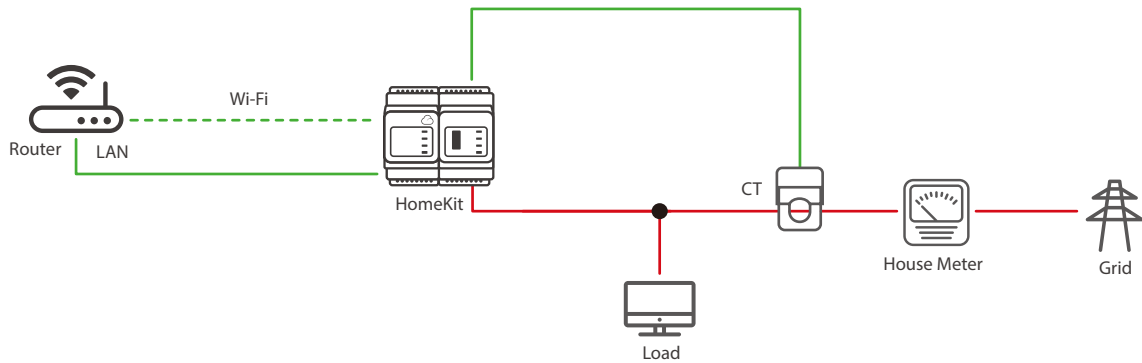 Wi-Fi
Router
LAN
HomeKit
CT
House Meter
Grid
Load